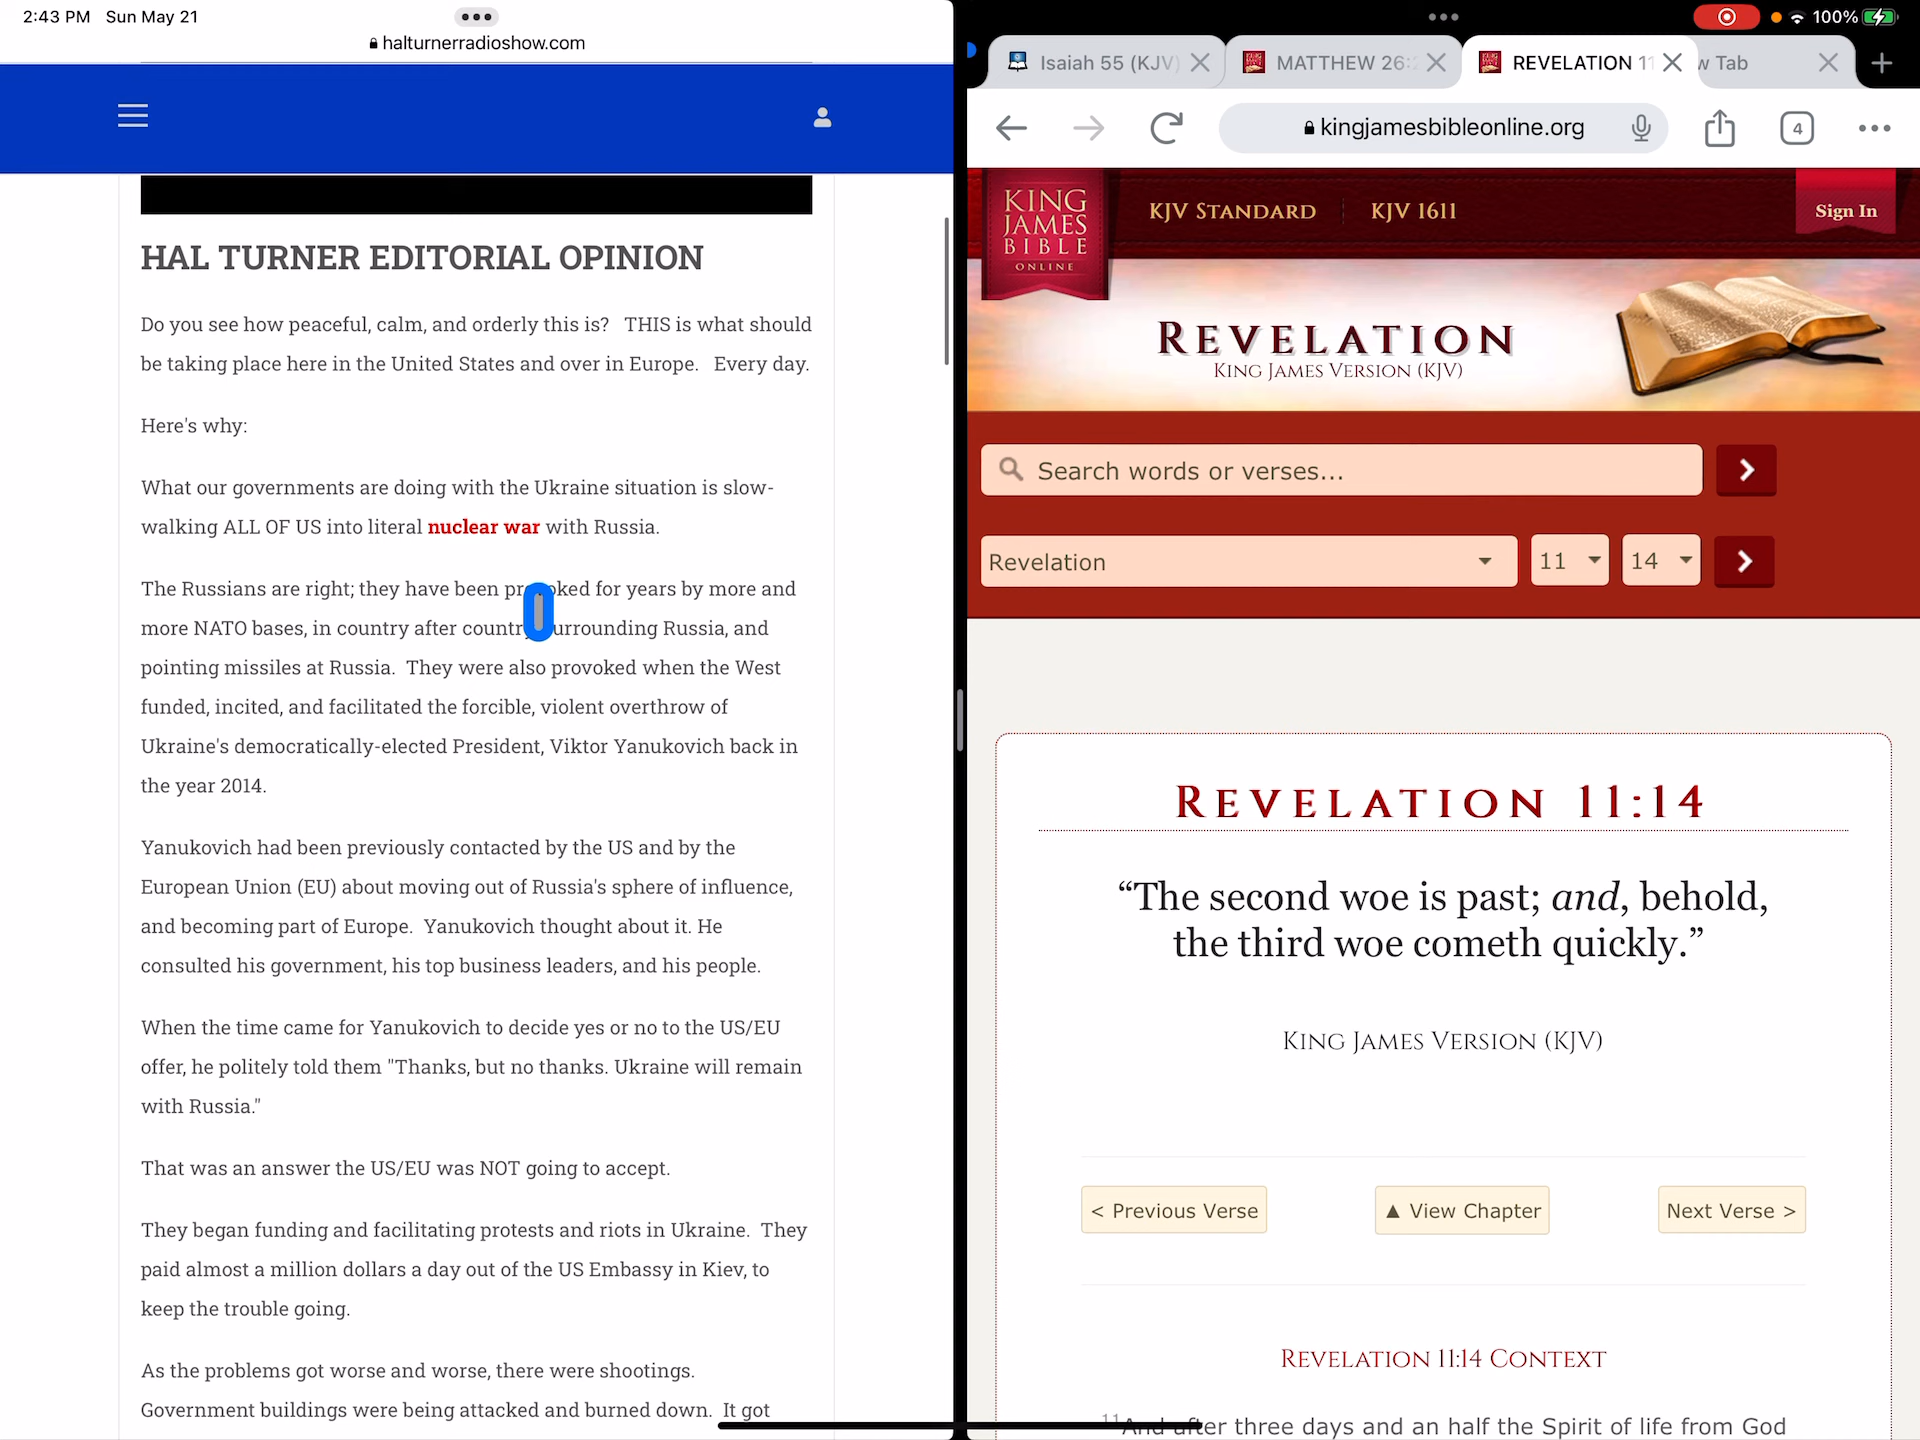 2:43 PM Sun May 21
halturnerradioshow.com
HAL TURNER EDITORIAL OPINION
Do you see how peaceful, calm, and orderly this is? THIS is what should
be taking place here in the United States and over in Europe. Every day.
Here's why:
What our governments are doing with the Ukraine situation is slow-
walking ALL OF US into literal nuclear war with Russia.
The Russians are right; they have been pr ked for years by more and
more NATO bases, in country after countr urrounding Russia, and
pointing missiles at Russia. They were also provoked when the West
funded, incited, and facilitated the forcible, violent overthrow of
Ukraine's democratically-elected President, Viktor Yanukovich back in
the year 2014.
Yanukovich had been previously contacted by the US and by the
European Union (EU) about moving out of Russia's sphere of influence,
and becoming part of Europe. Yanukovich thought about it. He
consulted his government, his top business leaders, and his people.
When the time came for Yanukovich to decide yes or no to the US/EU
offer, he politely told them "Thanks, but no thanks. Ukraine will remain
with Russia."
That was an answer the US/EU was NOT going to accept.
They began funding and facilitating protests and riots in Ukraine. They
paid almost a million dollars a day out of the US Embassy in Kiev, to
keep the trouble going.
As the problems got worse and worse, there were shootings.
Government buildings were being attacked and burned down. It got
100%
Isaiah 55 (KJV) MATTHEW 26: REVELATION 11 w Tab
kingjamesbibleonline.org 4
KING
JAMES
BIBLE
ONLINE
KJV STANDARD KJV 1611 Sign In
REVELATION
KING JAMES VERSION (KJV)
Search words or verses...
Revelation 11 14
REVELATION 11:14
“The second woe is past; and, behold,
the third woe cometh quickly.”
KING JAMES VERSION (KJV)
< Previous Verse ▲ View Chapter Next Verse >
REVELATION 11:14 CONTEXT
11And after three days and an half the Spirit of life from God